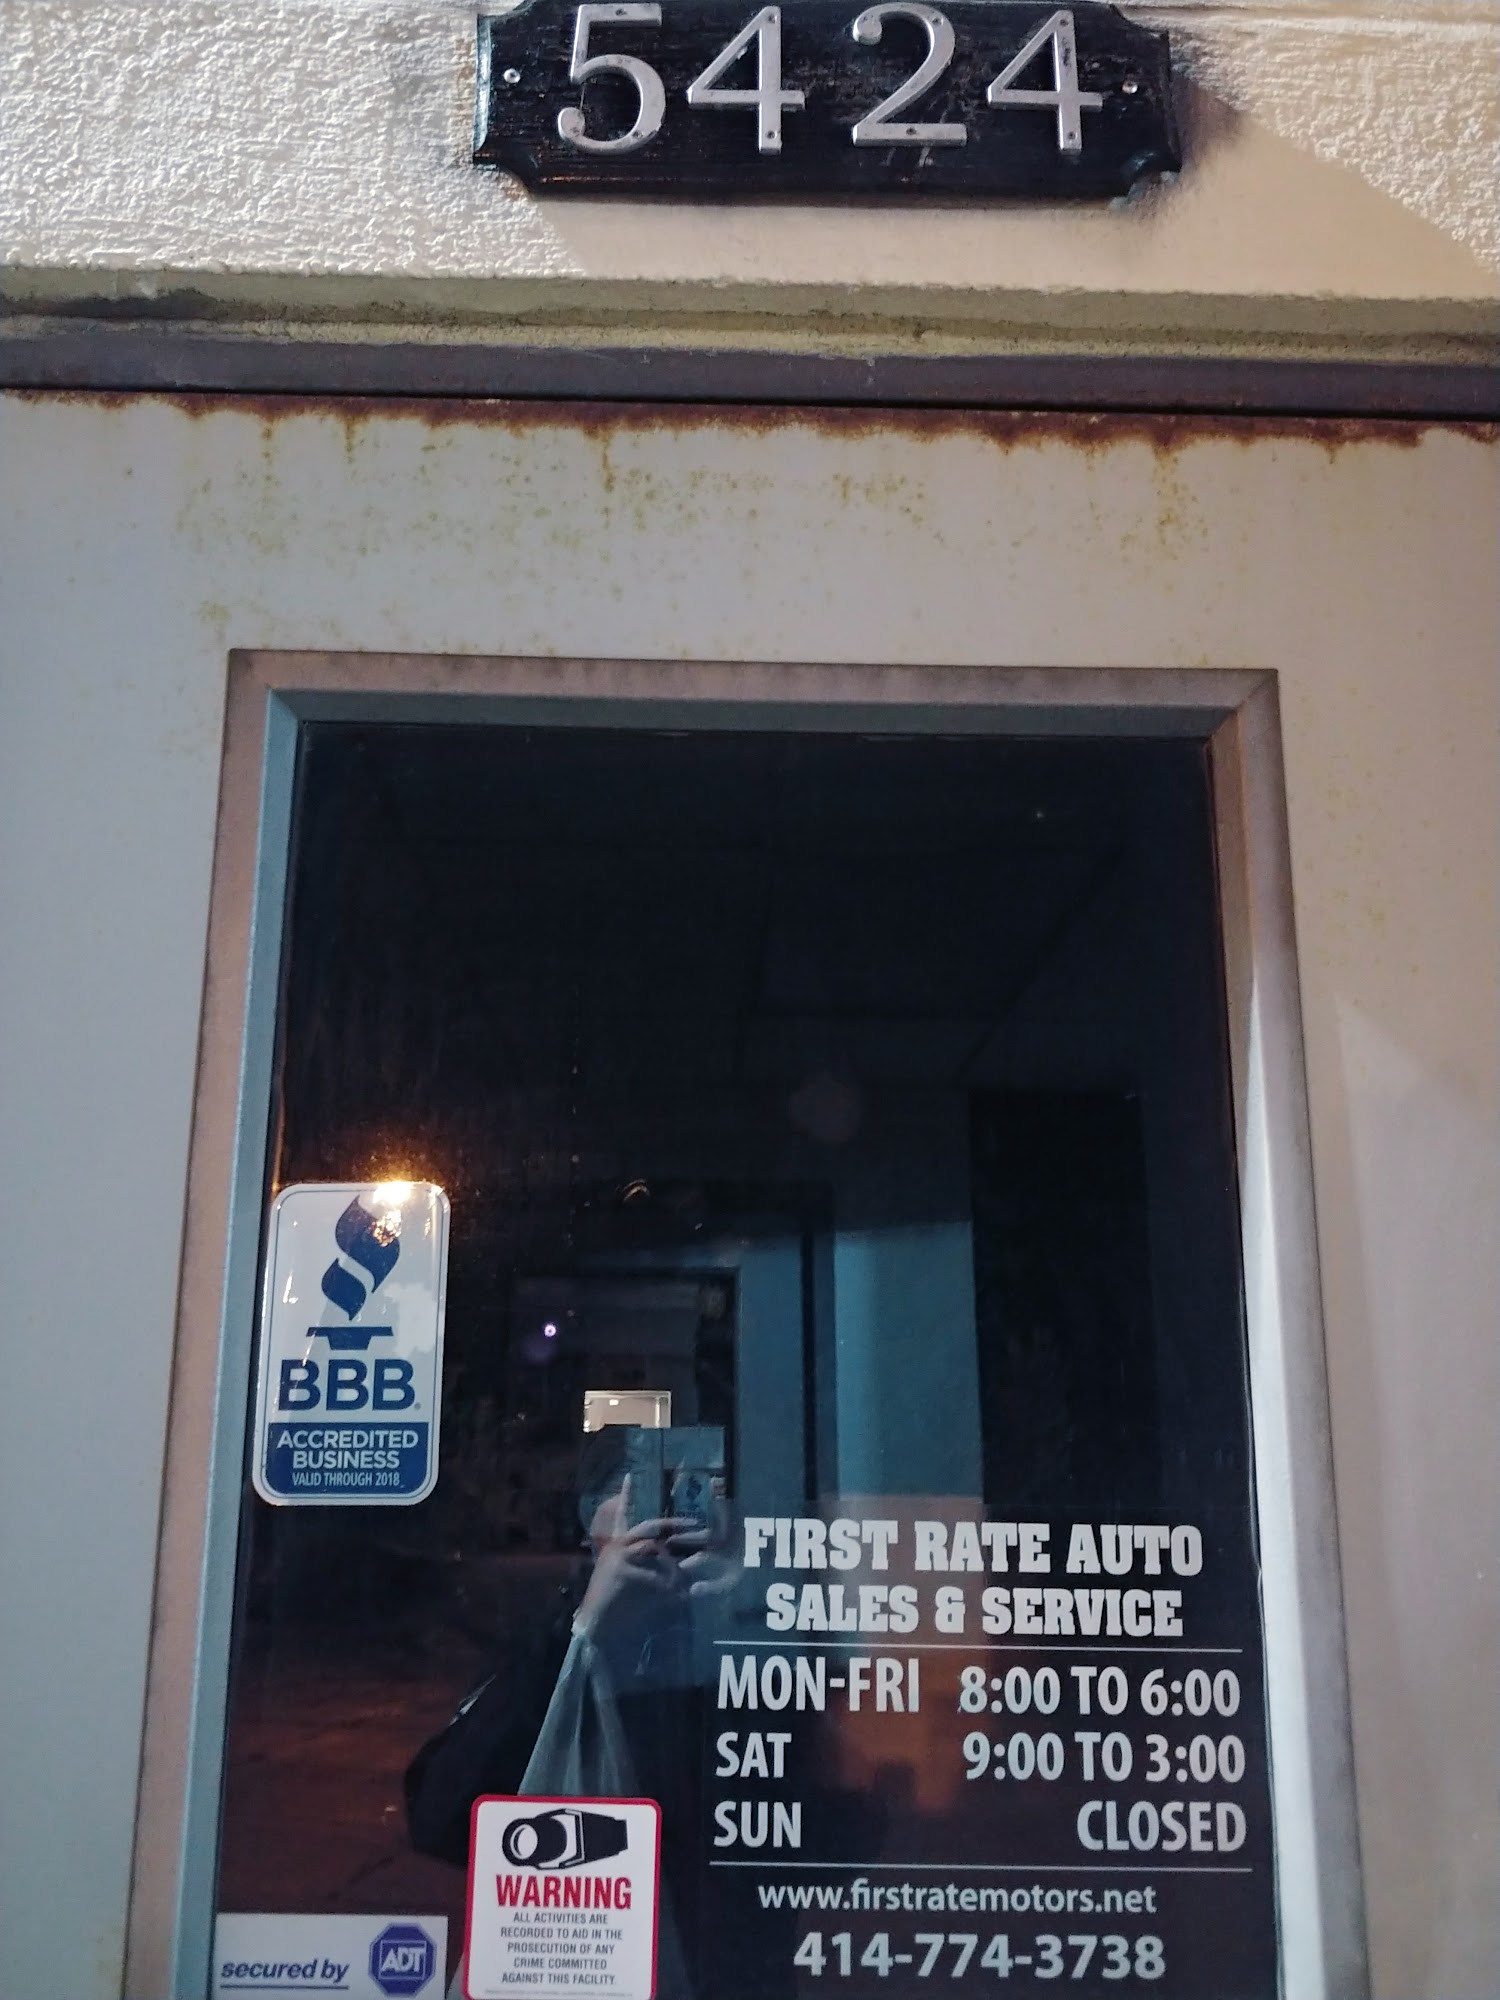 5424
BBB
ACCREDITED
BUSINESS
VALID THROUGH 2018
FIRST RATE AUTO
SALES & SERVICE
MON-FRI 8:00 TO 6:00
SAT 9:00 TO 3:00
SUN CLOSED
www.firstratemotors.net
414-774-3738
WARNING
ALL ACTIVITIES ARE
RECORDED TO AID IN THE
PROSECUTION OF ANY
CRIME COMMITTED
AGAINST THIS FACILITY.
secured by ADT